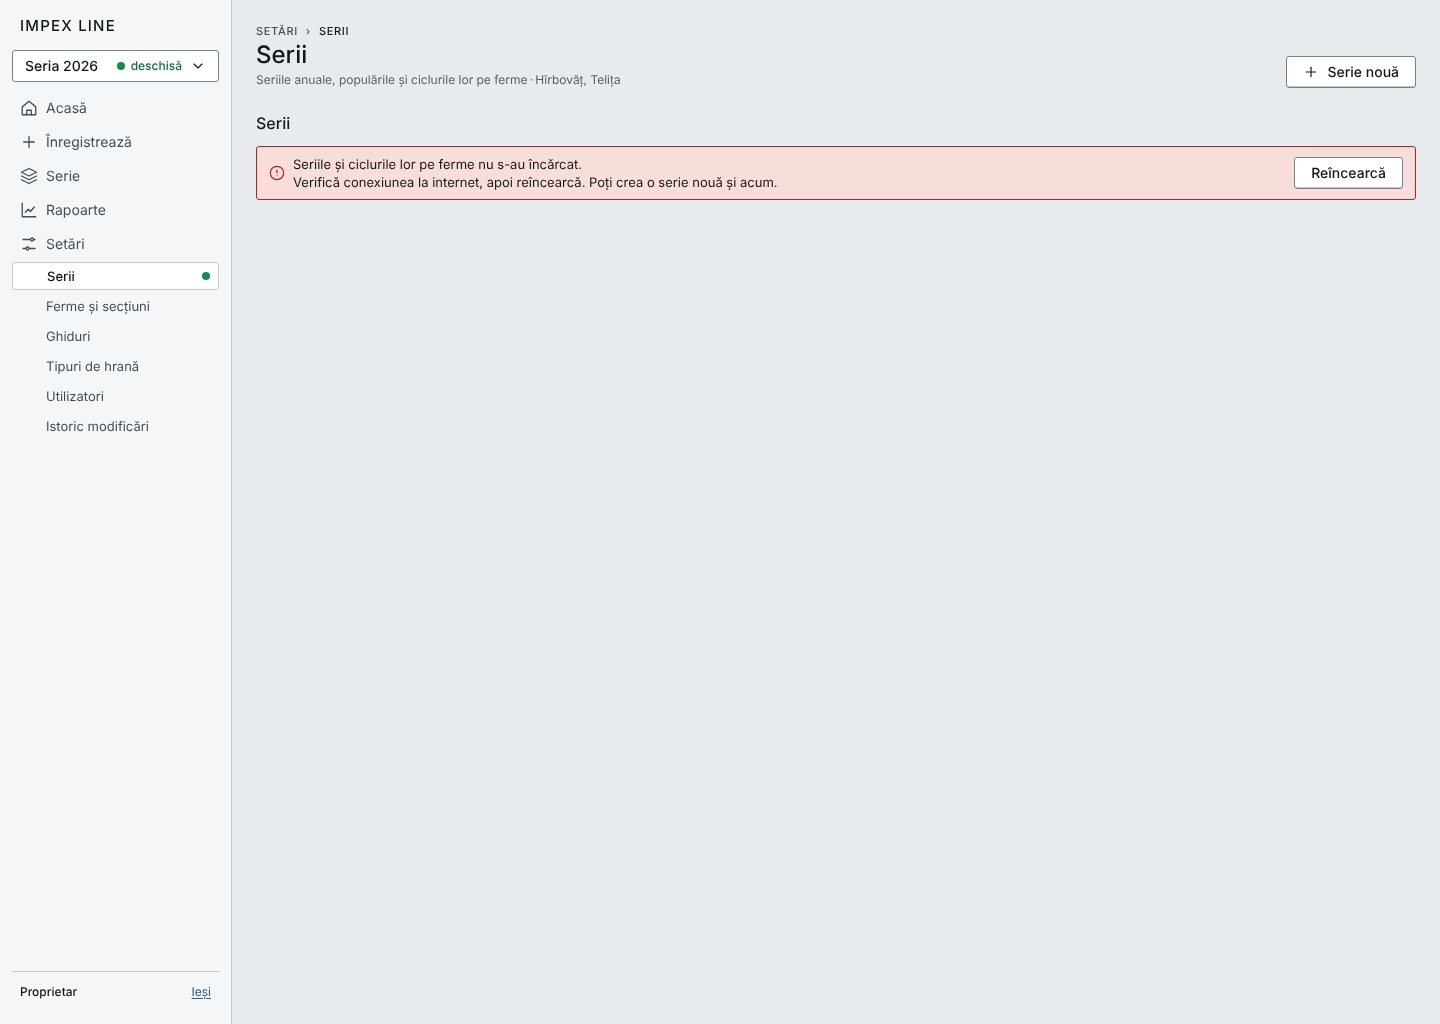 IMPEX LINE
Seria 2026 deschisă
Acasă
Înregistrează
Serie
Rapoarte
Setări
Serii
Ferme și secțiuni
Ghiduri
Tipuri de hrană
Utilizatori
Istoric modificări
Proprietar Ieși
SETĂRI › SERII
Serii
Seriile anuale, populările și ciclurile lor pe ferme · Hîrbovăț, Telița
Serie nouă
Serii
Seriile și ciclurile lor pe ferme nu s-au încărcat.
Verifică conexiunea la internet, apoi reîncearcă. Poți crea o serie nouă și acum.
Reîncearcă